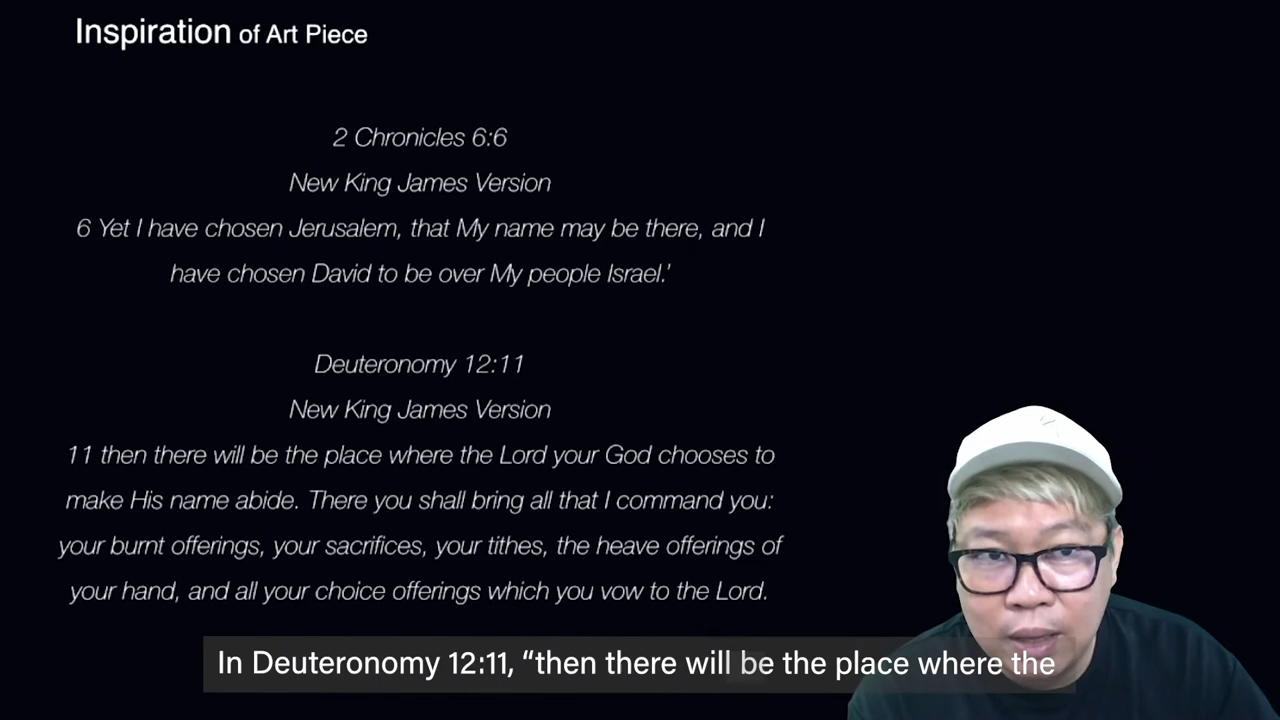 Inspiration of Art Piece
2 Chronicles 6:6
New King James Version
6 Yet I have chosen Jerusalem, that My name may be there, and I
have chosen David to be over My people Israel.'
Deuteronomy 12:11
New King James Version
11 then there will be the place where the Lord your God chooses to
make His name abide. There you shall bring all that I command you:
your burnt offerings, your sacrifices, your tithes, the heave offerings of
your hand, and all your choice offerings which you vow to the Lord.
In Deuteronomy 12:11, “then there will be the place where the